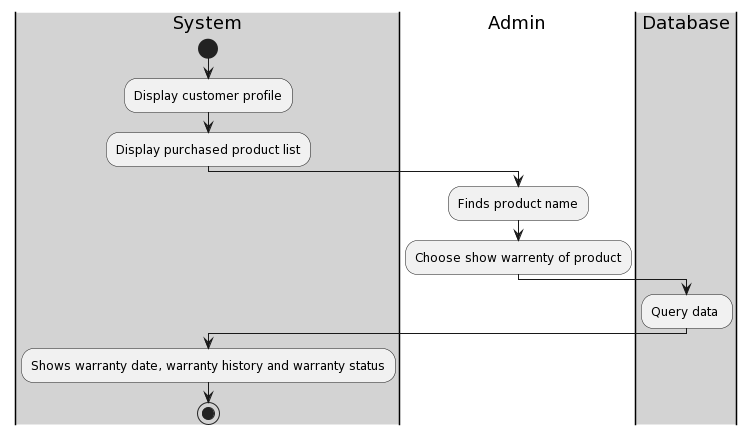 System
Admin
Database
Display customer profile
Display purchased product list
Finds product name
Choose show warrenty of product
Query data
Shows warranty date, warranty history and warranty status